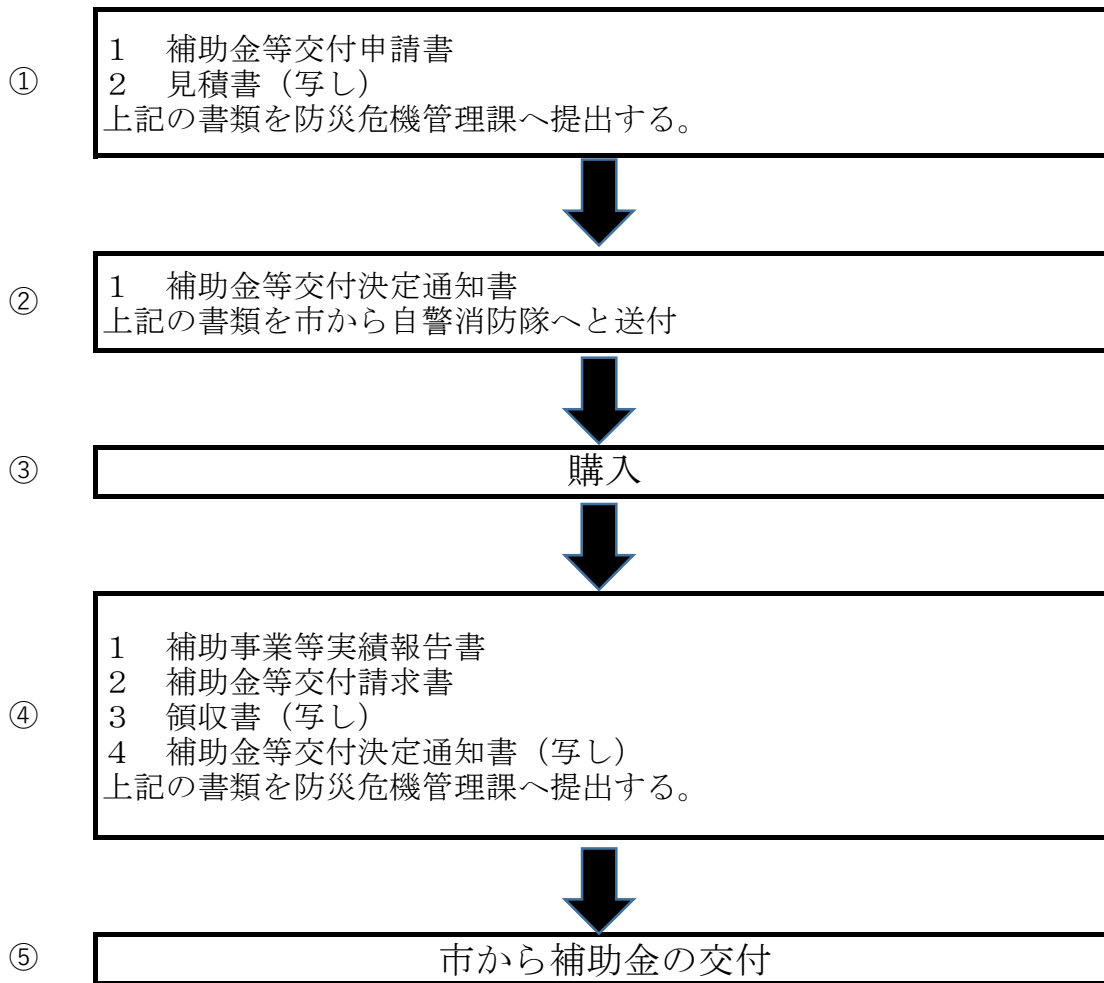 ①
１　補助金等交付申請書
２　見積書（写し）
上記の書類を防災危機管理課へ提出する。
②
１　補助金等交付決定通知書
上記の書類を市から自警消防隊へと送付
③
購入
④
１　補助事業等実績報告書
２　補助金等交付請求書
３　領収書（写し）
４　補助金等交付決定通知書（写し）
上記の書類を防災危機管理課へ提出する。
⑤
市から補助金の交付